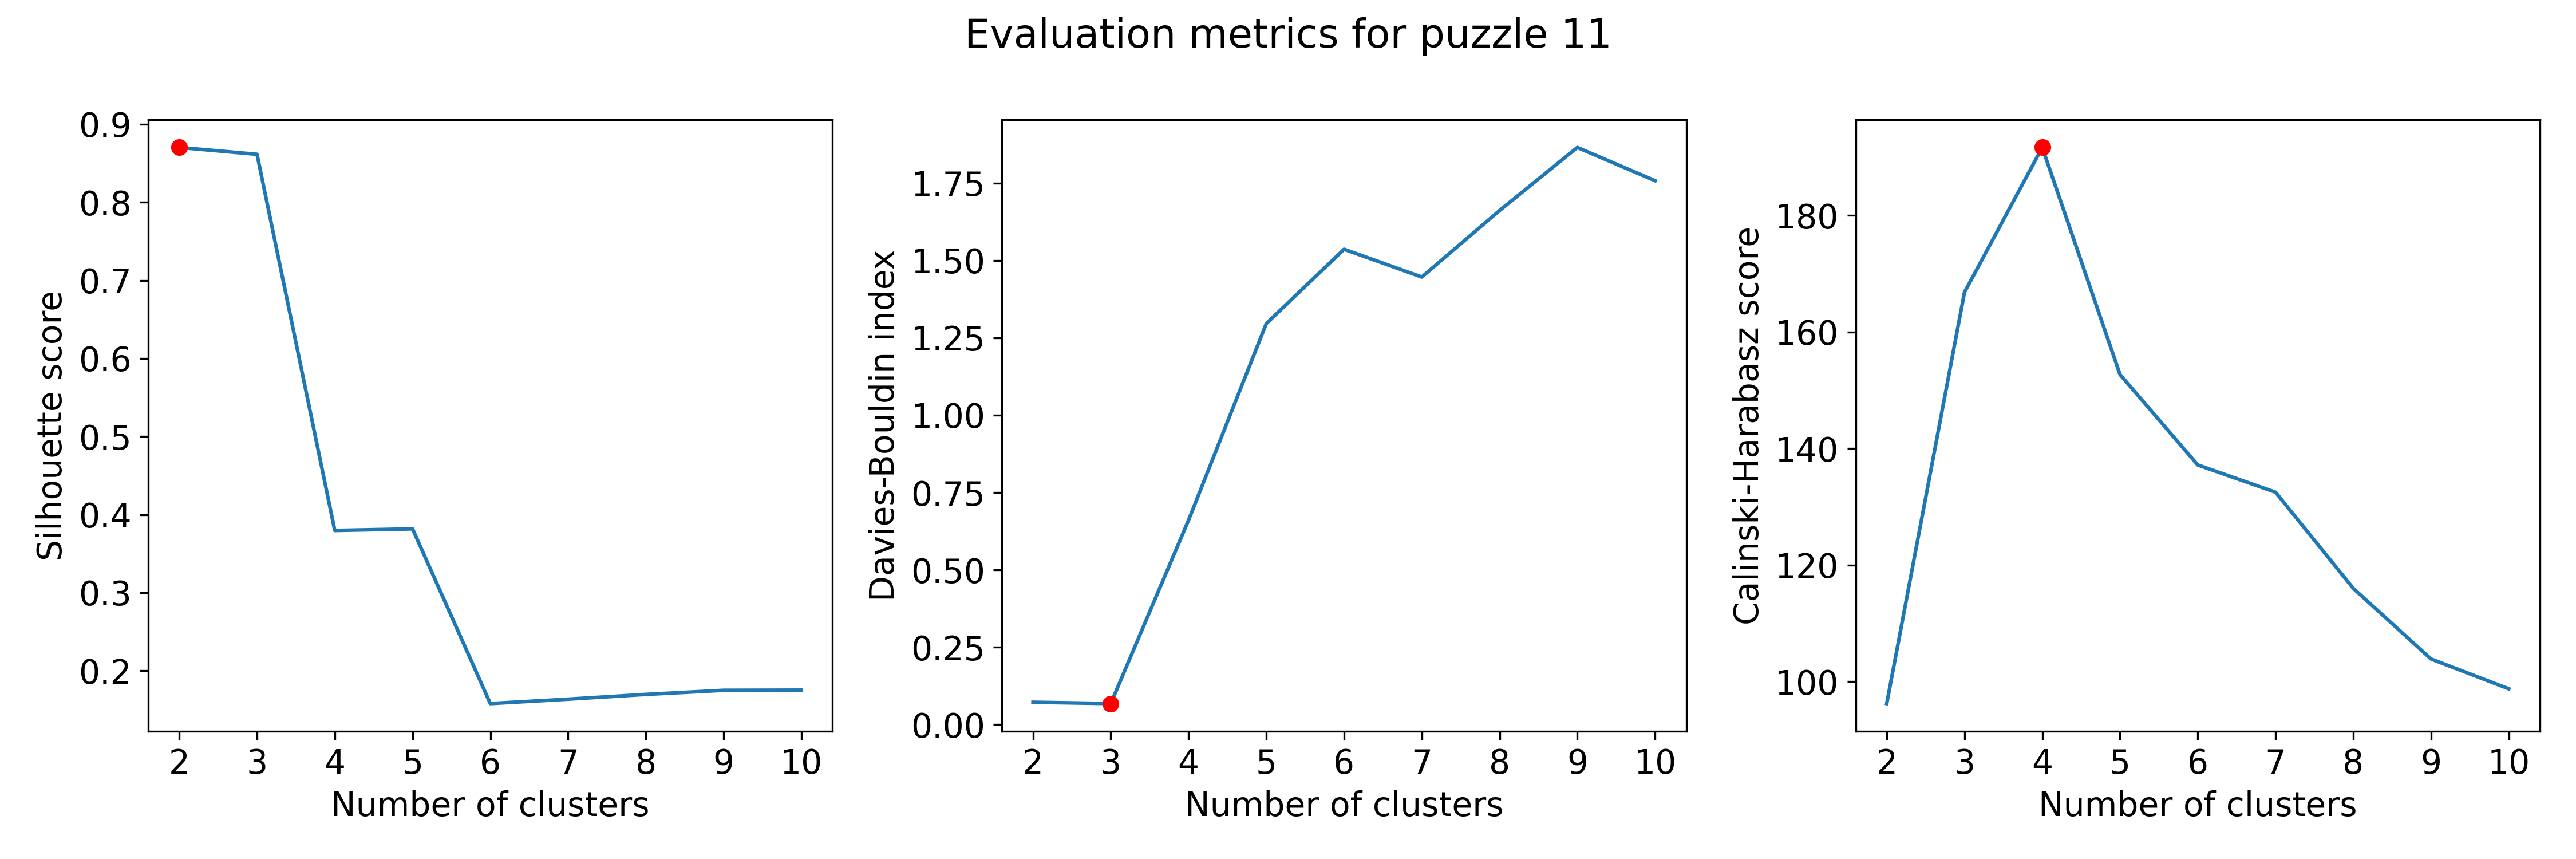 Evaluation metrics for puzzle 11
Silhouette score
0.9
0.8
0.7
0.6
0.5
0.4
0.3
0.2
2 3 4 5 6 7 8 9 10
Number of clusters
Davies-Bouldin index
1.75
1.50
1.25
1.00
0.75
0.50
0.25
0.00
2 3 4 5 6 7 8 9 10
Number of clusters
Calinski-Harabasz score
180
160
140
120
100
2 3 4 5 6 7 8 9 10
Number of clusters